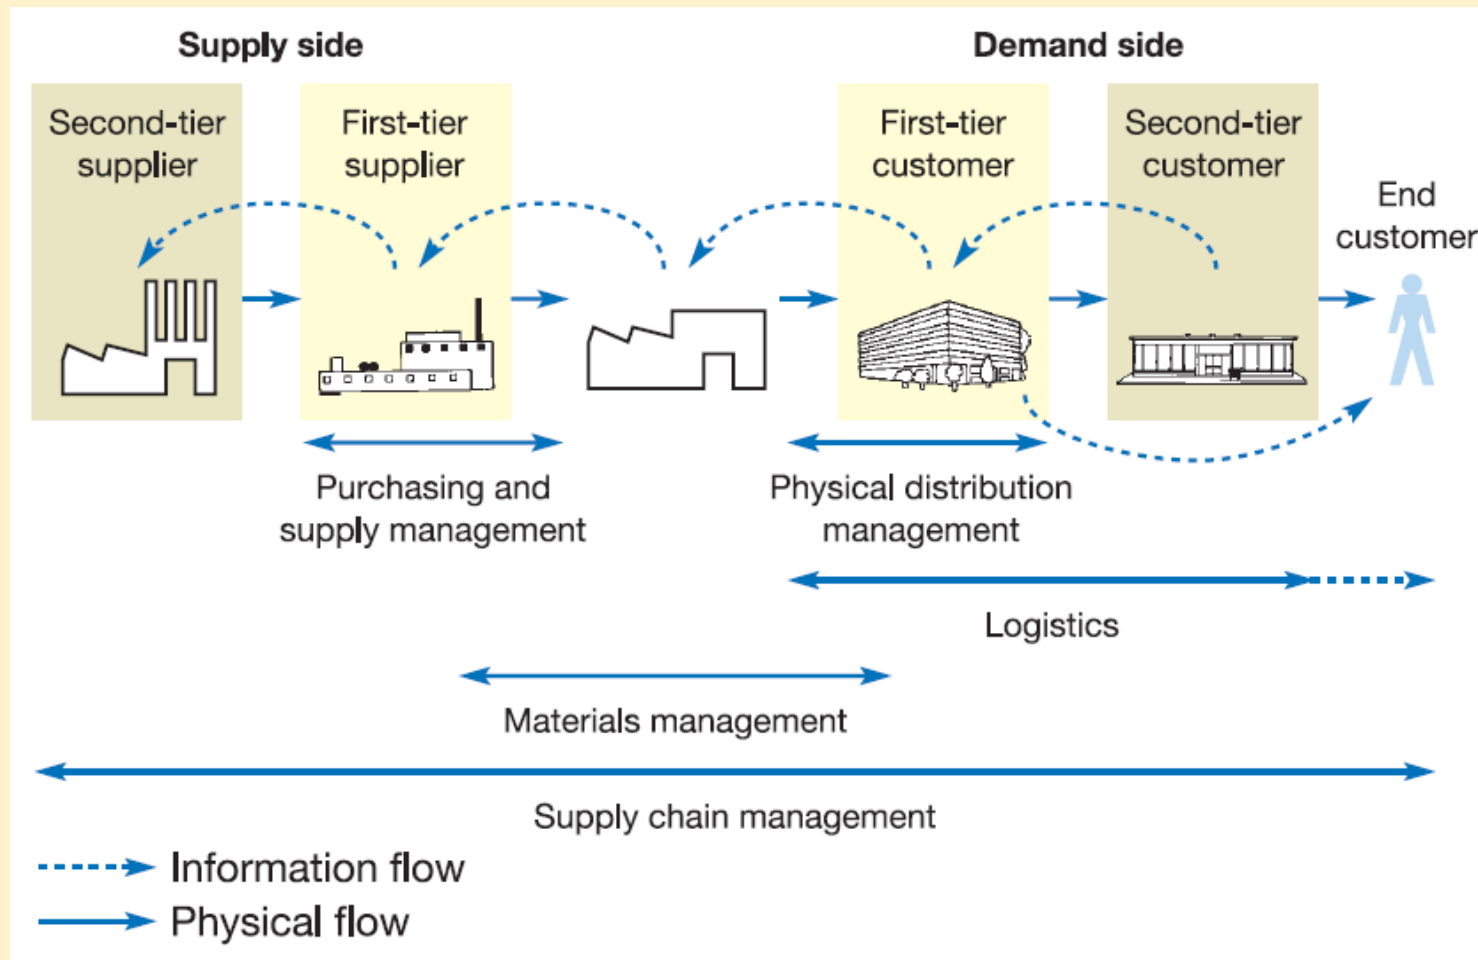 Supply side
Demand side
Second-tier
supplier
First-tier
supplier
First-tier
customer
Second-tier
customer
End
customer
Purchasing and
supply management
Physical distribution
management
Logistics
Materials management
Supply chain management
Information flow
Physical flow